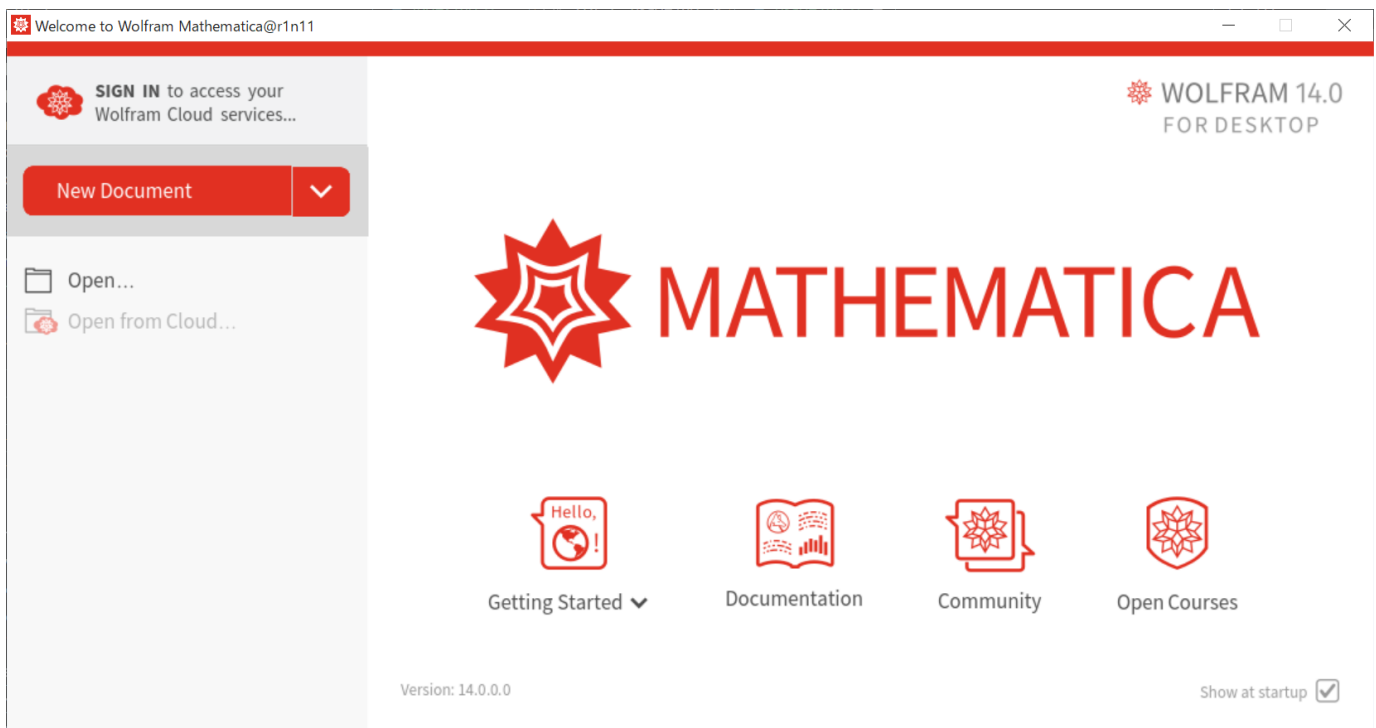 Welcome to Wolfram Mathematica@r1n11
SIGN IN to access your
Wolfram Cloud services...
New Document
Open...
Open from Cloud...
WOLFRAM 14.0
FOR DESKTOP
MATHEMATICA
Hello,
!
Getting Started
Documentation
Community
Open Courses
Version: 14.0.0.0
Show at startup